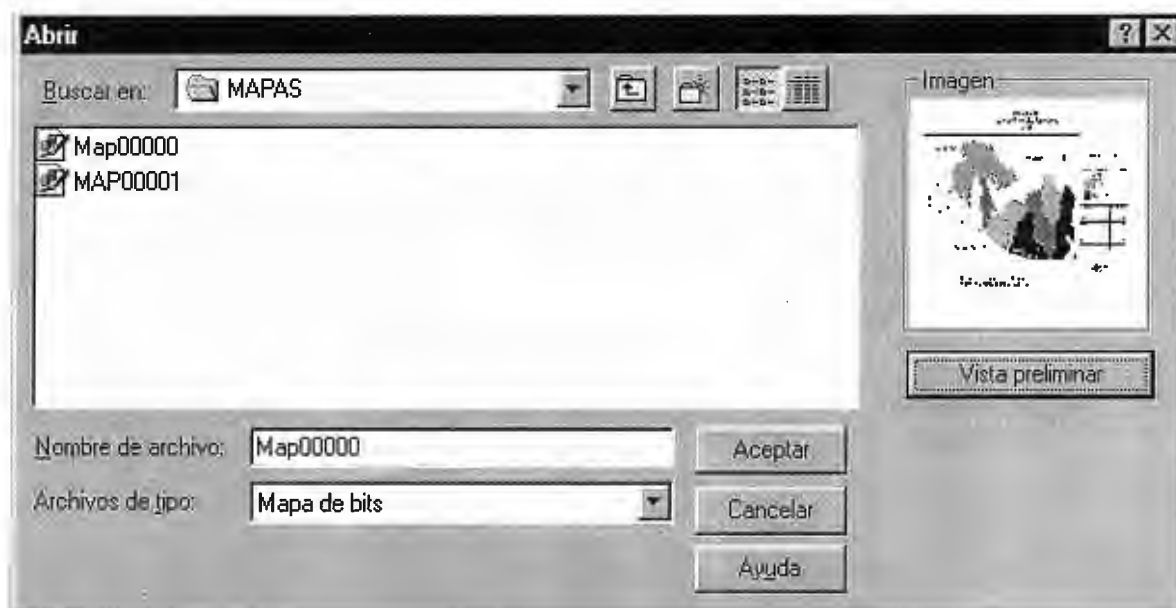 Abrir
Buscar en: MAPAS
Imagen
Map00000
MAP00001
Vista preliminar
Nombre de archivo: Map00000
Aceptar
Archivos de tipo: Mapa de bits
Cancelar
Ayuda